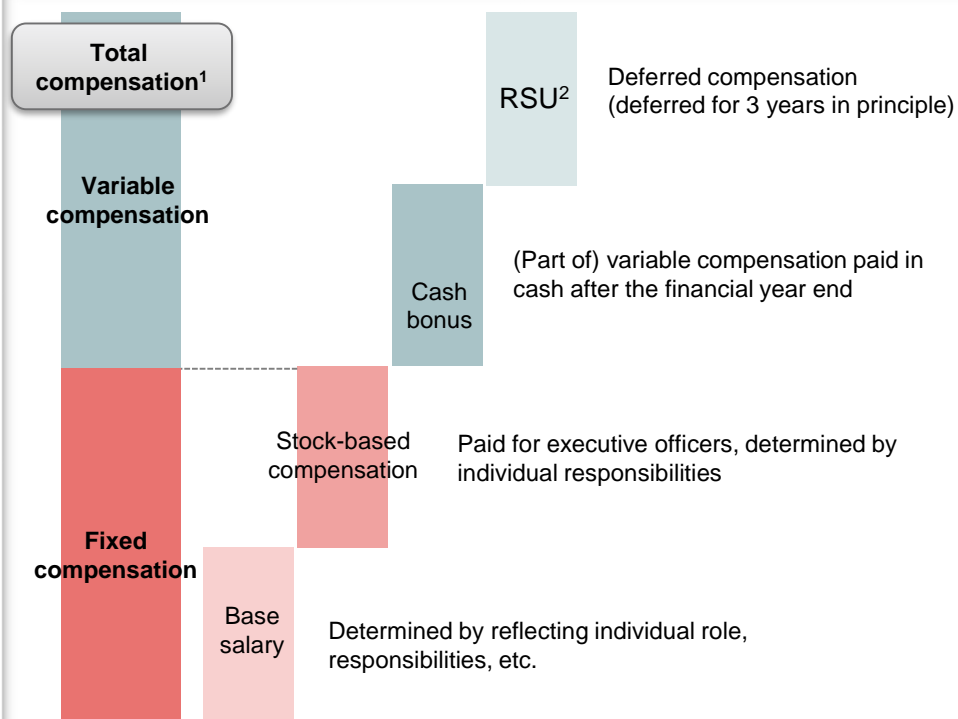 Total
compensation¹
RSU²
Deferred compensation
(deferred for 3 years in principle)
Variable
compensation
Cash
bonus
(Part of) variable compensation paid in
cash after the financial year end
Stock-based
compensation
Paid for executive officers, determined by
individual responsibilities
Fixed
compensation
Base
salary
Determined by reflecting individual role,
responsibilities, etc.